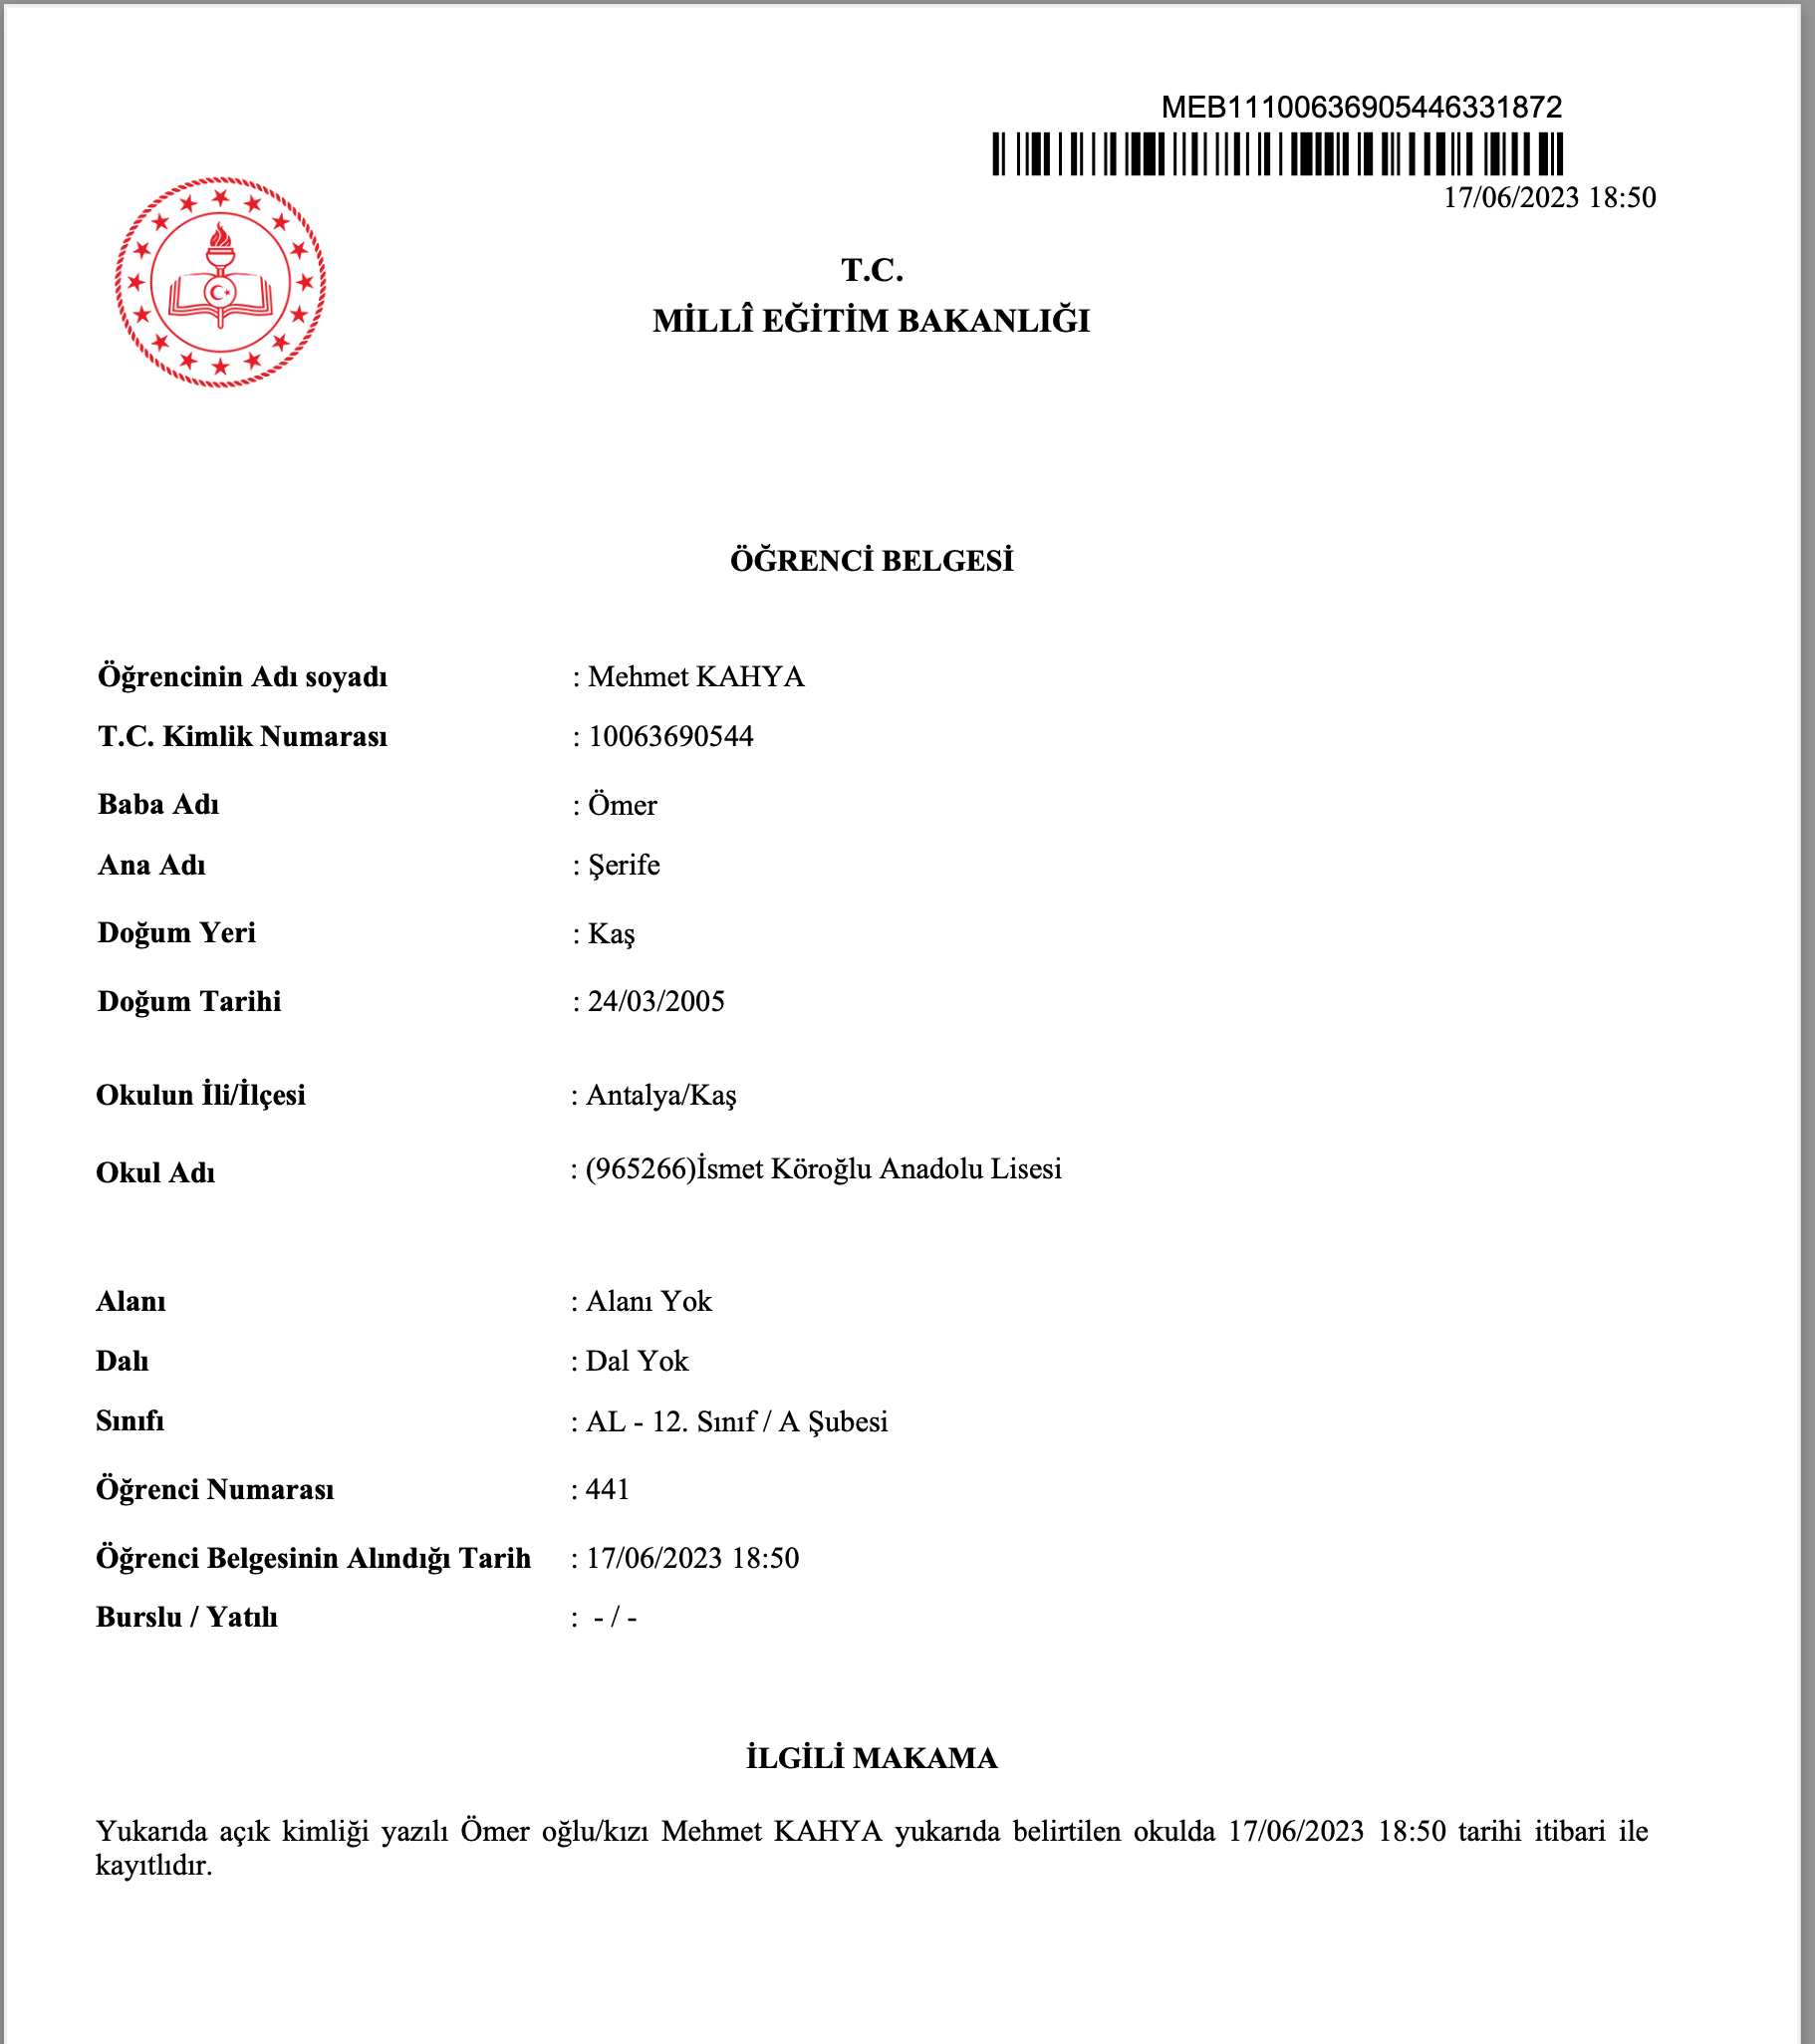 MEB11100636905446331872
17/06/2023 18:50
T.C.
MİLLÎ EĞİTİM BAKANLIĞI
ÖĞRENCİ BELGESİ
Öğrencinin Adı soyadı : Mehmet KAHYA
T.C. Kimlik Numarası : 10063690544
Baba Adı : Ömer
Ana Adı : Şerife
Doğum Yeri : Kaş
Doğum Tarihi : 24/03/2005
Okulun İli/İlçesi : Antalya/Kaş
Okul Adı : (965266)İsmet Köroğlu Anadolu Lisesi
Alanı : Alanı Yok
Dalı : Dal Yok
Sınıfı : AL - 12. Sınıf / A Şubesi
Öğrenci Numarası : 441
Öğrenci Belgesinin Alındığı Tarih : 17/06/2023 18:50
Burslu / Yatılı : - / -
İLGİLİ MAKAMA
Yukarıda açık kimliği yazılı Ömer oğlu/kızı Mehmet KAHYA yukarıda belirtilen okulda 17/06/2023 18:50 tarihi itibari ile
kayıtlıdır.